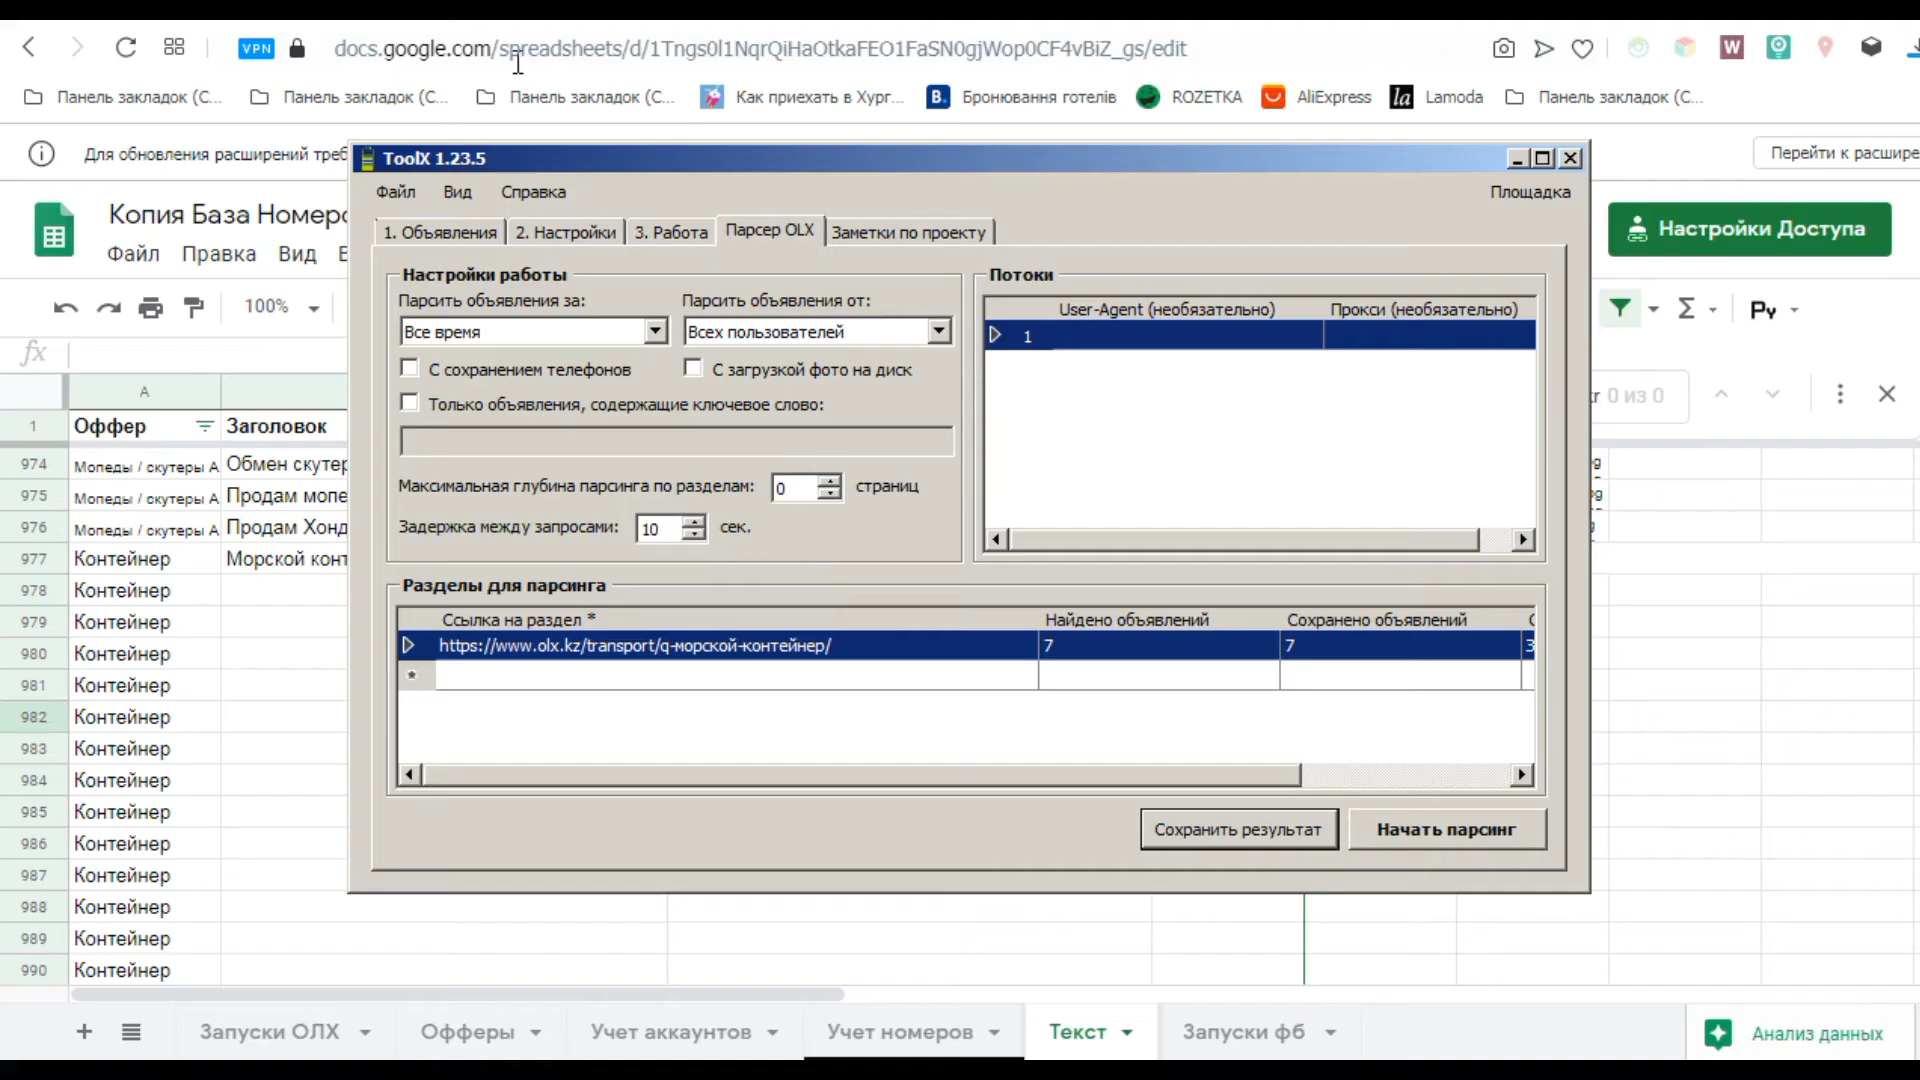 VPN docs.google.com/spreadsheets/d/1Tngs0l1NqrQiHaOtkaFEO1FaSN0gjWop0CF4vBiZ_gs/edit
Панель закладок (С... Панель закладок (С... Панель закладок (С... Как приехать в Хург... B. Бронювання готелів ROZETKA AliExpress la Lamoda Панель закладок (С...
Для обновления расширений треб
Перейти к расшире
ToolX 1.23.5
Файл Вид Справка Площадка
1. Объявления 2. Настройки 3. Работа Парсер OLX Заметки по проекту
Копия База Номеро
Файл Правка Вид
Настройки Доступа
100%
Σ Ру
fx
0 из 0
Настройки работы
Парсить объявления за: Парсить объявления от:
Все время Всех пользователей
С сохранением телефонов С загрузкой фото на диск
Только объявления, содержащие ключевое слово:
Максимальная глубина парсинга по разделам: 0 страниц
Задержка между запросами: 10 сек.
Потоки
User-Agent (необязательно) Прокси (необязательно)
1
Разделы для парсинга
Ссылка на раздел * Найдено объявлений Сохранено объявлений
https://www.olx.kz/transport/q-морской-контейнер/ 7 7 3
*
Сохранить результат Начать парсинг
A
1 Оффер Заголовок
974 Мопеды / скутеры А Обмен скутер
975 Мопеды / скутеры А Продам мопе
976 Мопеды / скутеры А Продам Хонд
977 Контейнер Морской конт
978 Контейнер
979 Контейнер
980 Контейнер
981 Контейнер
982 Контейнер
983 Контейнер
984 Контейнер
985 Контейнер
986 Контейнер
987 Контейнер
988 Контейнер
989 Контейнер
990 Контейнер
+ Запуски ОЛХ Офферы Учет аккаунтов Учет номеров Текст Запуски фб Анализ данных